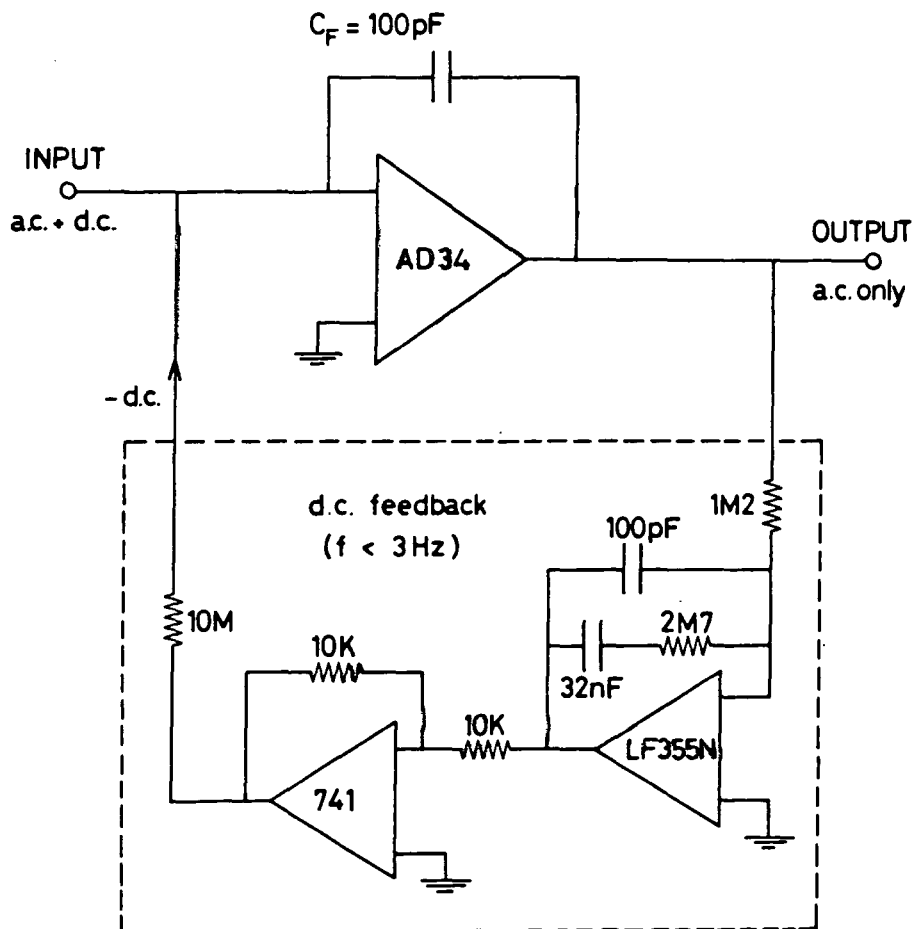 C_F = 100pF
INPUT
a.c. + d.c.
AD34
OUTPUT
a.c. only
- d.c.
d.c. feedback
(f < 3Hz)
1M2
100pF
2M7
32nF
10M
10K
10K
LF355N
741